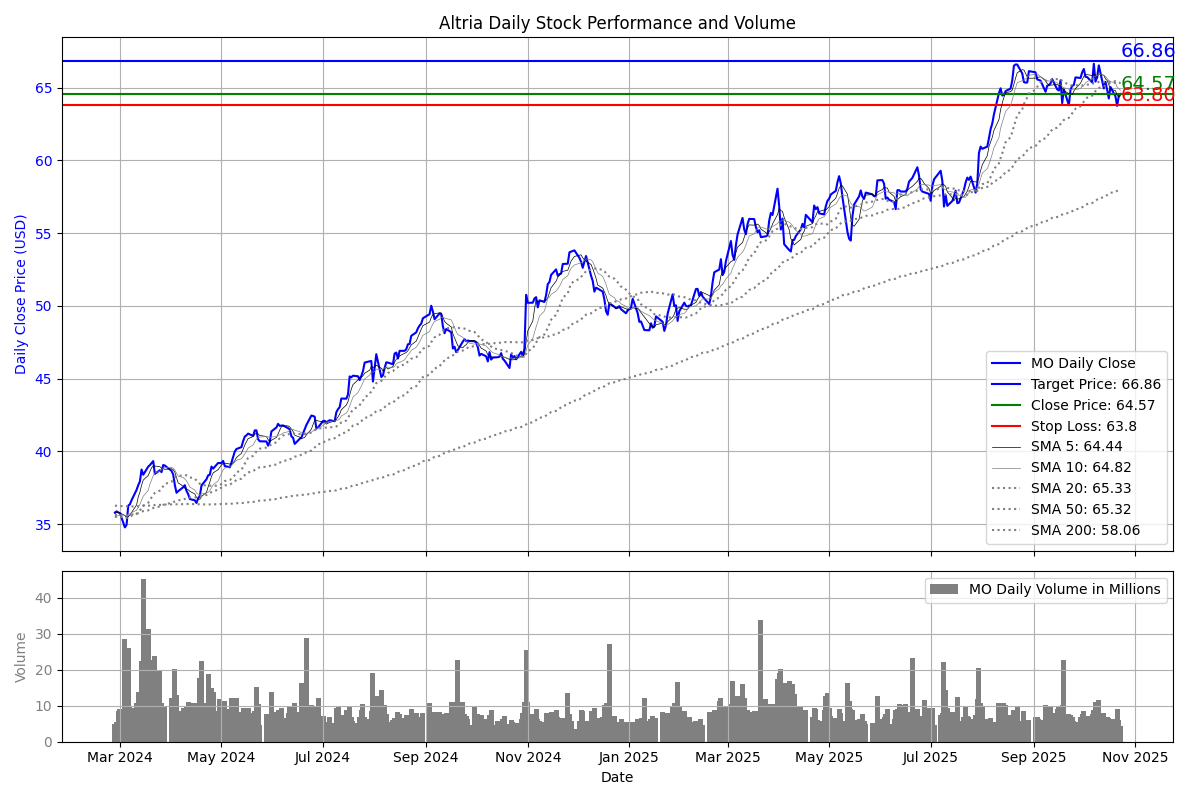 Altria Daily Stock Performance and Volume
66.86
64.57
63.80
65
60
55
50
45
40
35
Daily Close Price (USD)
MO Daily Close
Target Price: 66.86
Close Price: 64.57
Stop Loss: 63.8
SMA 5: 64.44
SMA 10: 64.82
SMA 20: 65.33
SMA 50: 65.32
SMA 200: 58.06
MO Daily Volume in Millions
40
30
20
10
0
Volume
Mar 2024 May 2024 Jul 2024 Sep 2024 Nov 2024 Jan 2025 Mar 2025 May 2025 Jul 2025 Sep 2025 Nov 2025
Date